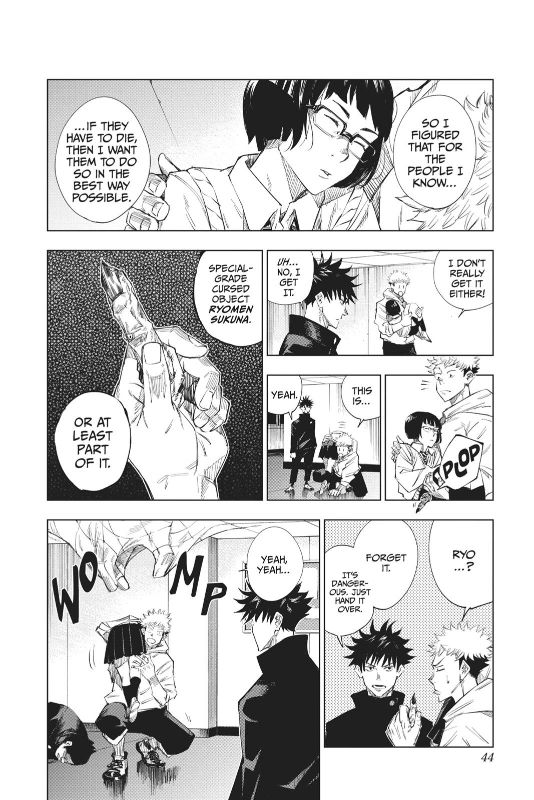 SO I
FIGURED
THAT FOR
THE
PEOPLE I
KNOW...
...IF THEY
HAVE TO DIE,
THEN I WANT
THEM TO DO
SO IN THE
BEST WAY
POSSIBLE.
I DON'T
REALLY
GET IT
EITHER!
UH...
NO, I
GET
IT.
PLOP
THIS
IS...
YEAH.
SPECIAL-
GRADE
CURSED
OBJECT
RYOMEN
SUKUNA.
OR AT
LEAST
PART
OF IT.
RYO
...?
FORGET
IT.
IT'S
DANGER-
OUS. JUST
HAND IT
OVER.
YEAH,
YEAH...
WOMP
44